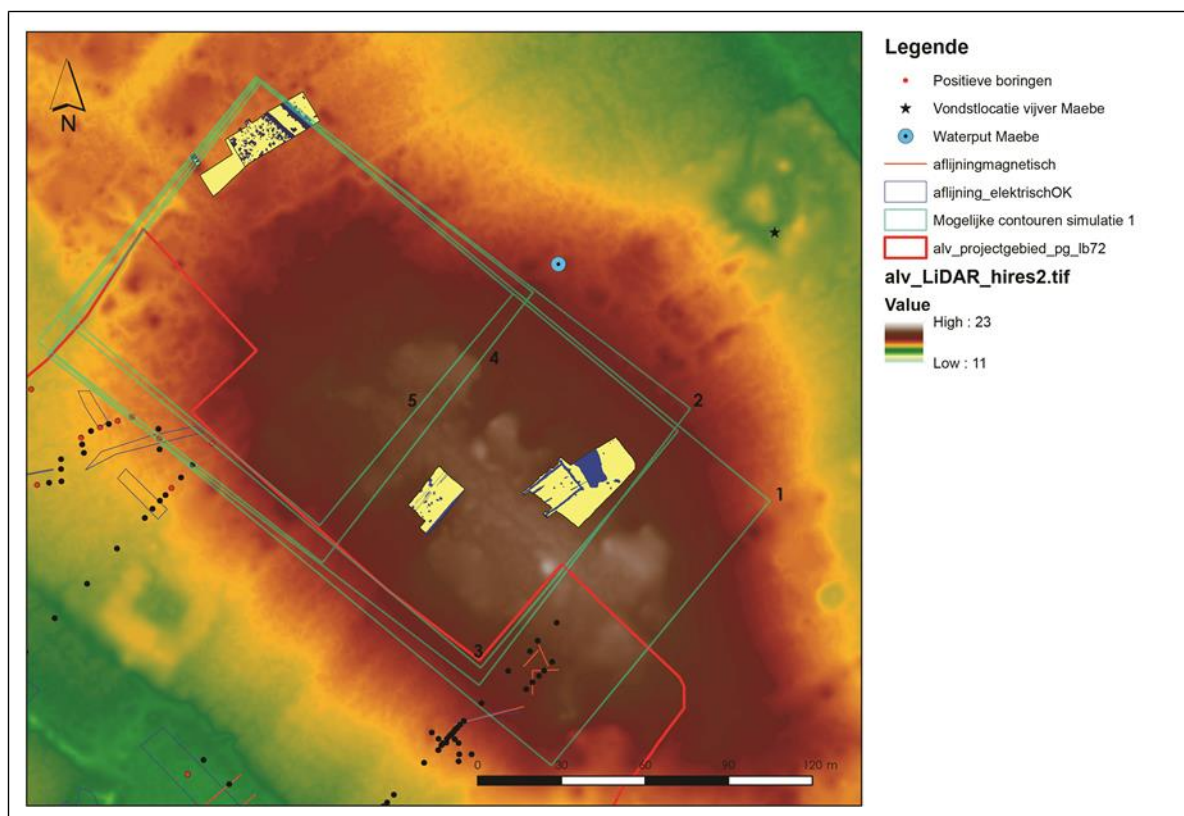 N
4
5
2
1
3
0 30 60 90 120 m
Legende
Positieve boringen
Vondstlocatie vijver Maebe
Waterput Maebe
aflijningmagnetisch
aflijning_elektrischOK
Mogelijke contouren simulatie 1
alv_projectgebied_pg_lb72
alv_LiDAR_hires2.tif
Value
High : 23
Low : 11